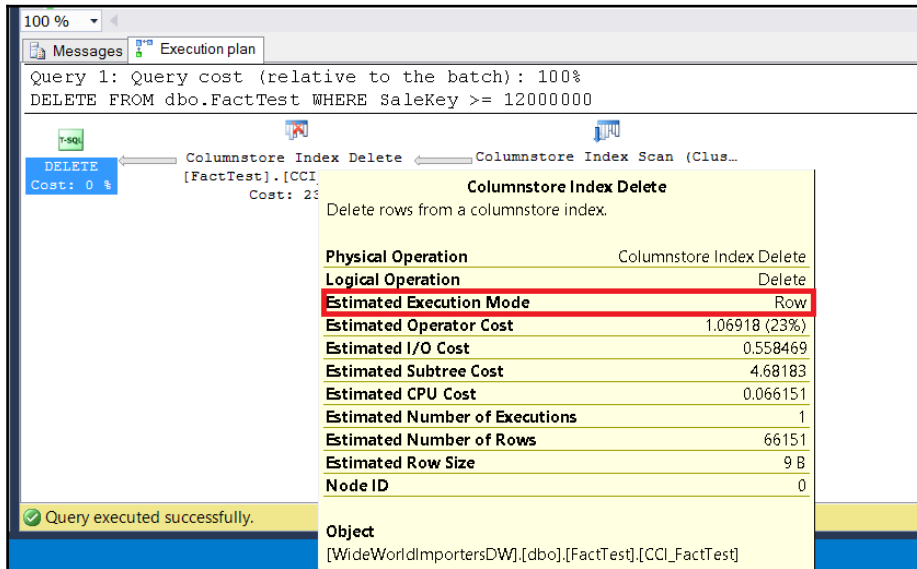 100 %
Messages Execution plan
Query 1: Query cost (relative to the batch): 100%
DELETE FROM dbo.FactTest WHERE SaleKey >= 12000000
T-SQL
DELETE
Cost: 0 %
Columnstore Index Delete
[FactTest].[CCI_
Cost: 23
Columnstore Index Scan (Clus…
Columnstore Index Delete
Delete rows from a columnstore index.
Physical Operation Columnstore Index Delete
Logical Operation Delete
Estimated Execution Mode Row
Estimated Operator Cost 1.06918 (23%)
Estimated I/O Cost 0.558469
Estimated Subtree Cost 4.68183
Estimated CPU Cost 0.066151
Estimated Number of Executions 1
Estimated Number of Rows 66151
Estimated Row Size 9 B
Node ID 0
Object
[WideWorldImportersDW].[dbo].[FactTest].[CCI_FactTest]
Query executed successfully.